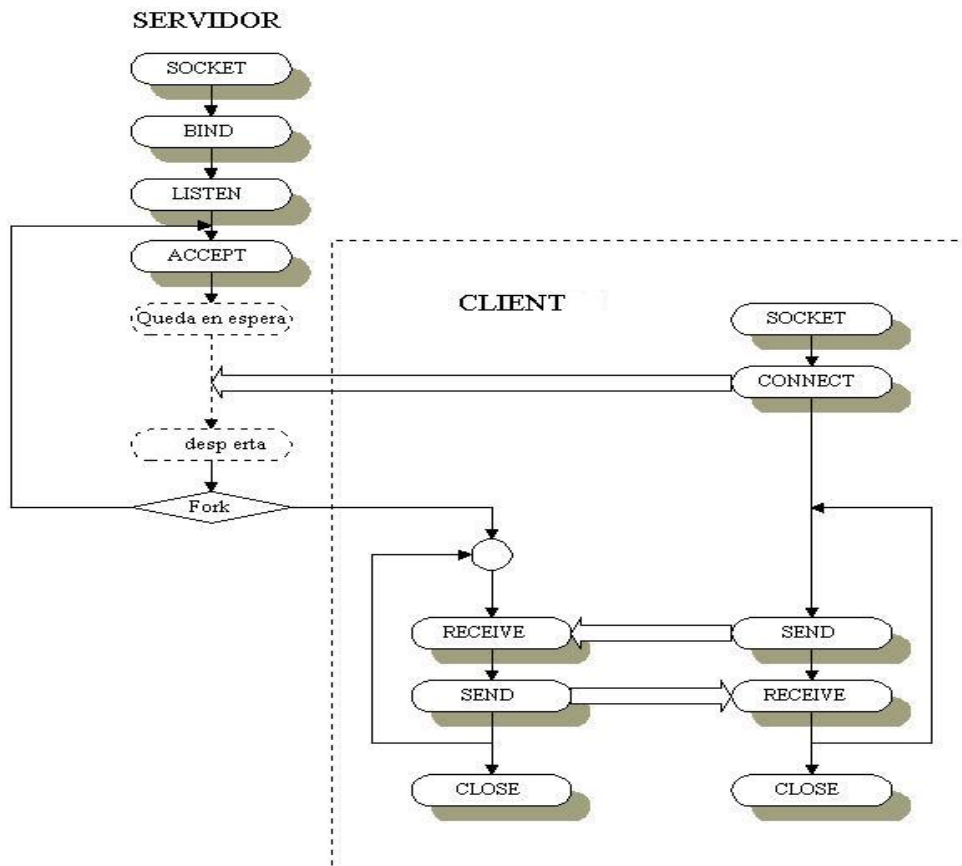 SERVIDOR
SOCKET
BIND
LISTEN
ACCEPT
Queda en espera
desp erta
Fork
CLIENT
SOCKET
CONNECT
RECEIVE
SEND
SEND
RECEIVE
CLOSE
CLOSE